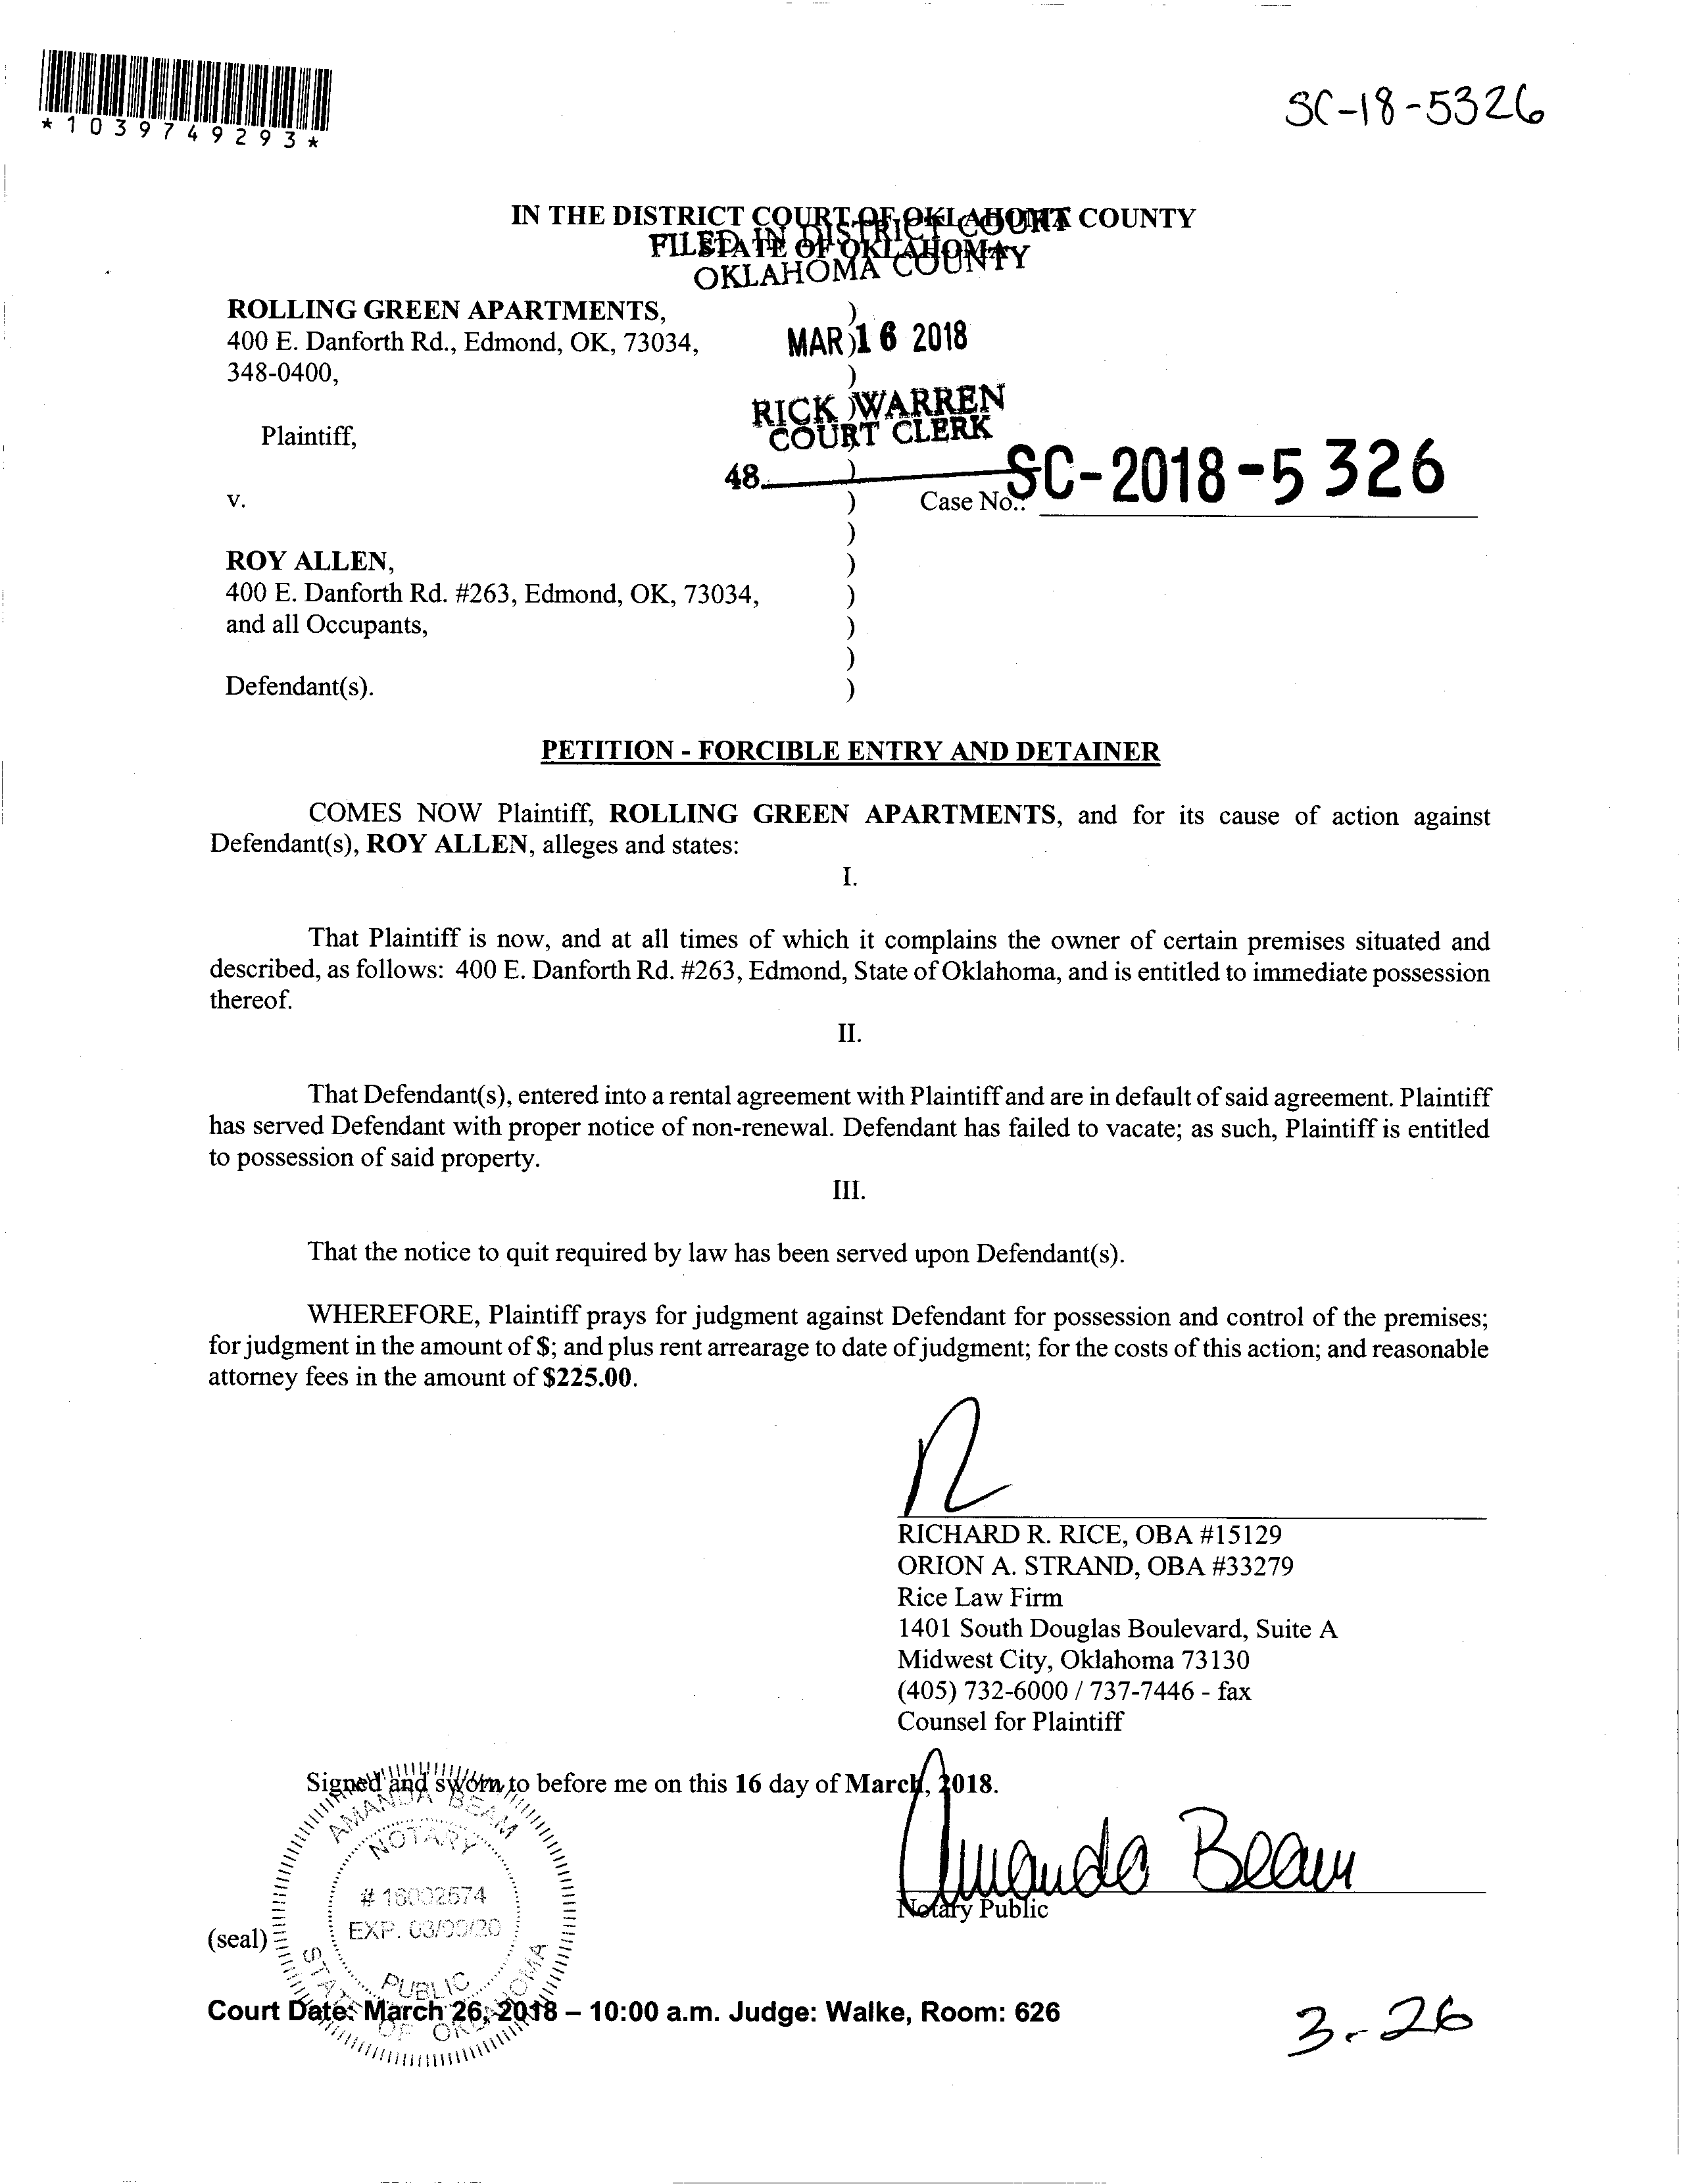 *1039749293*
SC-18-5326
IN THE DISTRICT COURT OF OKLAHOMA COUNTY
STATE OF OKLAHOMA
FILED IN DISTRICT COURT
OKLAHOMA COUNTY
MAR 16 2018
RICK WARREN
COURT CLERK
48
ROLLING GREEN APARTMENTS, )
400 E. Danforth Rd., Edmond, OK, 73034, )
348-0400, )
Plaintiff,
v. ) Case No.: SC-2018-5326
)
ROY ALLEN, )
400 E. Danforth Rd. #263, Edmond, OK, 73034, )
and all Occupants, )
)
Defendant(s). )
PETITION - FORCIBLE ENTRY AND DETAINER
COMES NOW Plaintiff, ROLLING GREEN APARTMENTS, and for its cause of action against
Defendant(s), ROY ALLEN, alleges and states:
I.
That Plaintiff is now, and at all times of which it complains the owner of certain premises situated and
described, as follows: 400 E. Danforth Rd. #263, Edmond, State of Oklahoma, and is entitled to immediate possession
thereof.
II.
That Defendant(s), entered into a rental agreement with Plaintiff and are in default of said agreement. Plaintiff
has served Defendant with proper notice of non-renewal. Defendant has failed to vacate; as such, Plaintiff is entitled
to possession of said property.
III.
That the notice to quit required by law has been served upon Defendant(s).
WHEREFORE, Plaintiff prays for judgment against Defendant for possession and control of the premises;
for judgment in the amount of $; and plus rent arrearage to date of judgment; for the costs of this action; and reasonable
attorney fees in the amount of $225.00.
RICHARD R. RICE, OBA #15129
ORION A. STRAND, OBA #33279
Rice Law Firm
1401 South Douglas Boulevard, Suite A
Midwest City, Oklahoma 73130
(405) 732-6000 / 737-7446 - fax
Counsel for Plaintiff
Signed and sworn to before me on this 16 day of March, 2018.
Amanda Beam
Notary Public
(seal)
AMANDA BEAM
NOTARY
# 16002574
EXP.
PUBLIC
STATE OF OKLAHOMA
Court Date: March 26, 2018 – 10:00 a.m. Judge: Walke, Room: 626
3-26